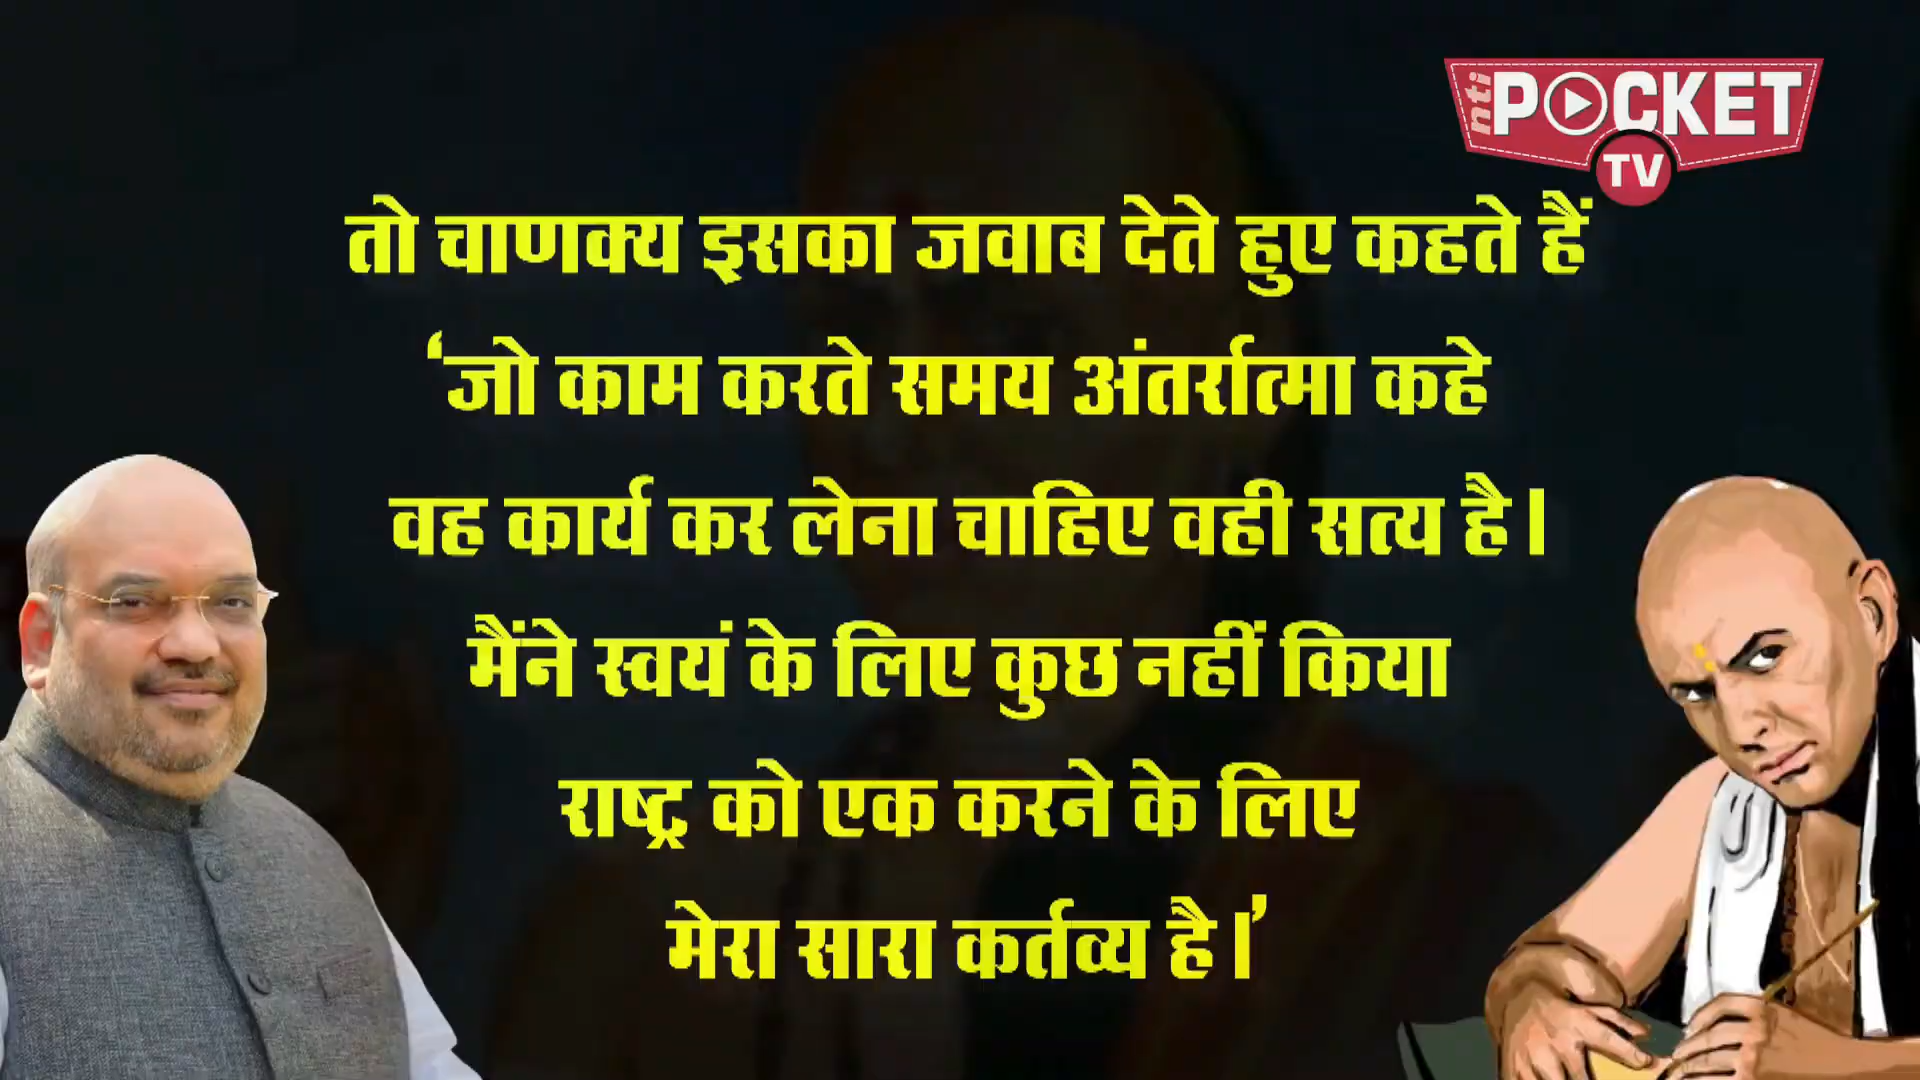 nti POCKET
TV
तो चाणक्य इसका जवाब देते हुए कहते हैं
‘जो काम करते समय अंतर्रात्मा कहे
वह कार्य कर लेना चाहिए वही सत्य है।
मैंने स्वयं के लिए कुछ नहीं किया
राष्ट्र को एक करने के लिए
मेरा सारा कर्तव्य है।’